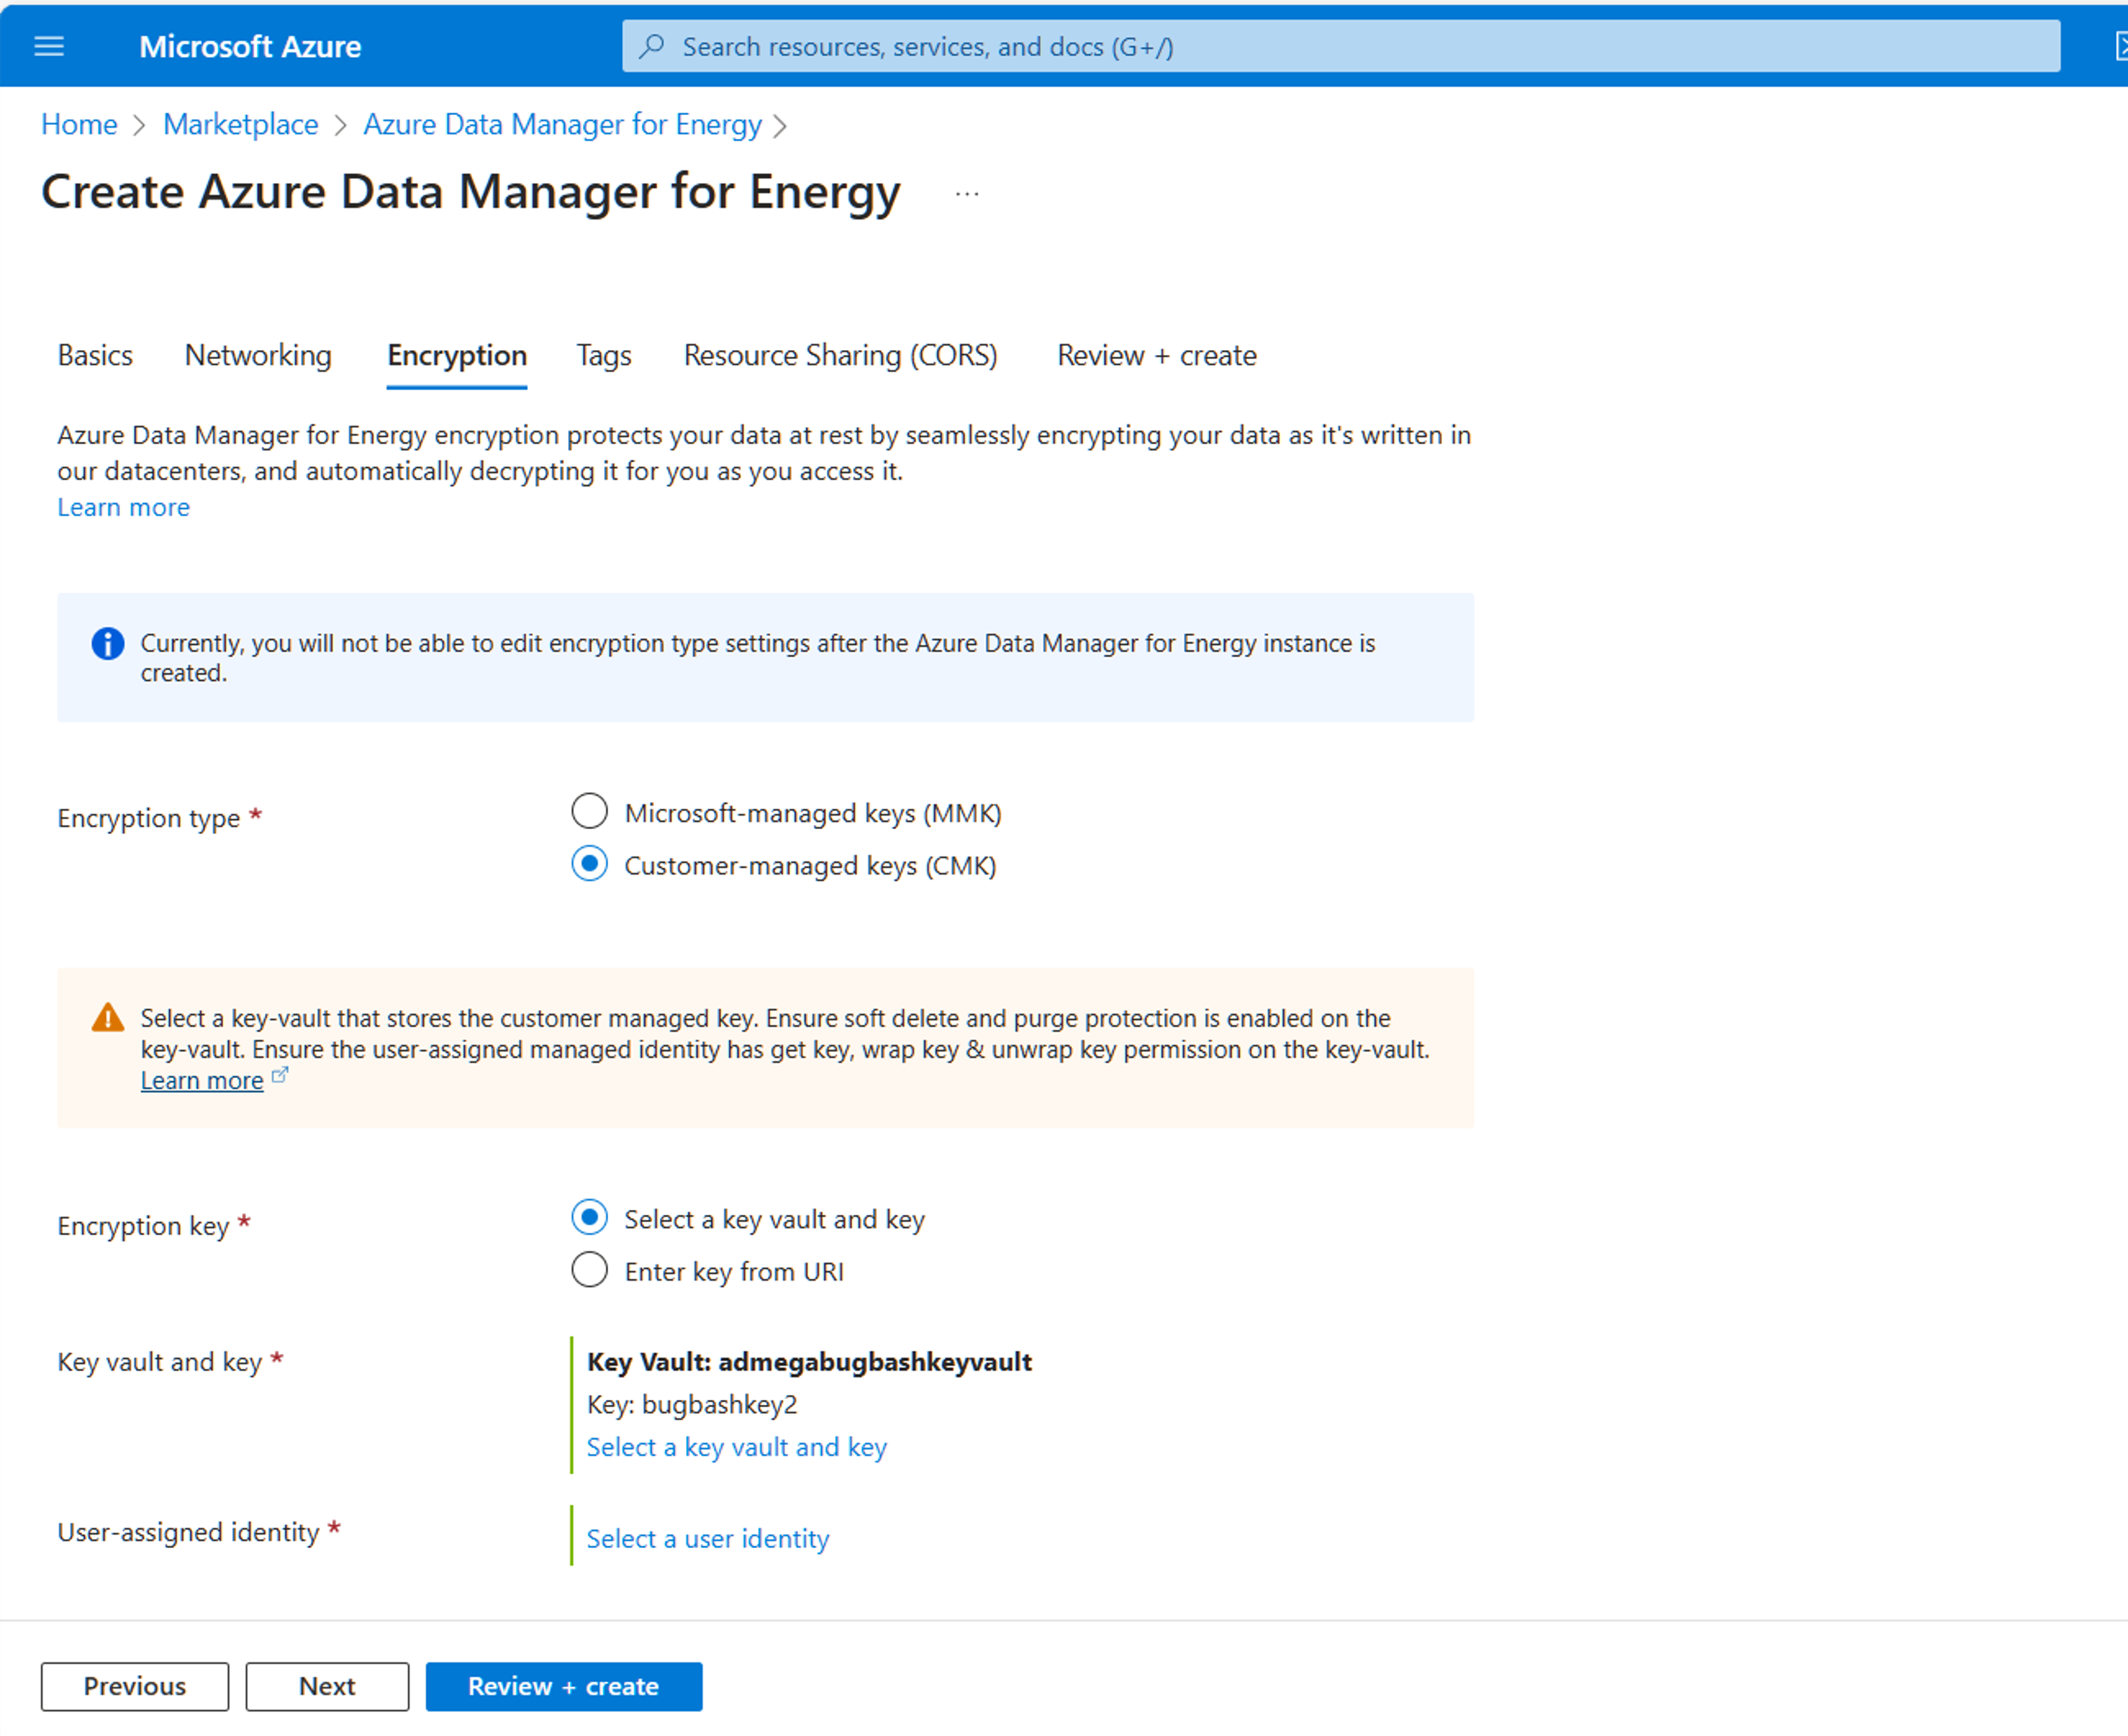 Microsoft Azure
Search resources, services, and docs (G+/)
Home > Marketplace > Azure Data Manager for Energy >
Create Azure Data Manager for Energy ...
Basics Networking Encryption Tags Resource Sharing (CORS) Review + create
Azure Data Manager for Energy encryption protects your data at rest by seamlessly encrypting your data as it's written in
our datacenters, and automatically decrypting it for you as you access it.
Learn more
Currently, you will not be able to edit encryption type settings after the Azure Data Manager for Energy instance is
created.
Encryption type *
Microsoft-managed keys (MMK)
Customer-managed keys (CMK)
Select a key-vault that stores the customer managed key. Ensure soft delete and purge protection is enabled on the
key-vault. Ensure the user-assigned managed identity has get key, wrap key & unwrap key permission on the key-vault.
Learn more
Encryption key *
Select a key vault and key
Enter key from URI
Key vault and key *
Key Vault: admegabugbashkeyvault
Key: bugbashkey2
Select a key vault and key
User-assigned identity *
Select a user identity
Previous Next Review + create